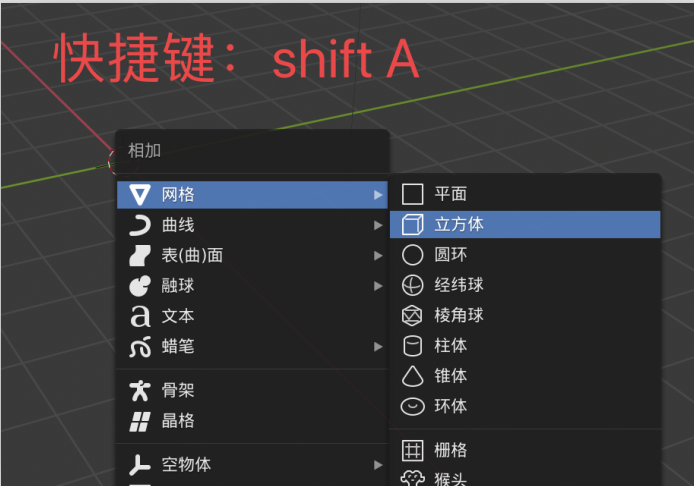 快捷键：shift A
相加
网格
曲线
表(曲)面
融球
文本
蜡笔
骨架
晶格
空物体
平面
立方体
圆环
经纬球
棱角球
柱体
锥体
环体
栅格
猴头